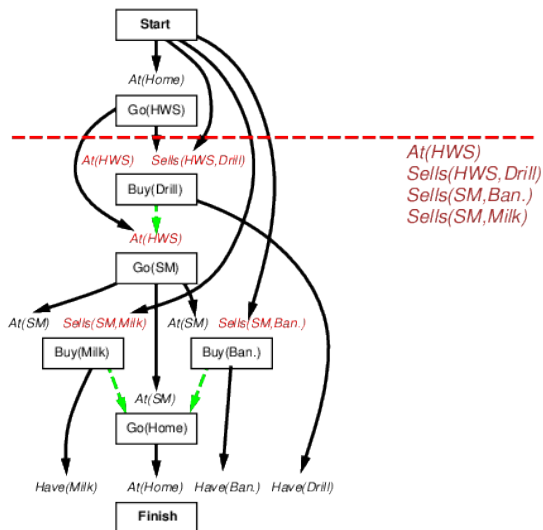 Start
At(Home)
Go(HWS)
At(HWS) Sells(HWS,Drill)
Buy(Drill)
At(HWS)
Go(SM)
At(SM) Sells(SM,Milk) At(SM) Sells(SM,Ban.)
Buy(Milk) Buy(Ban.)
At(SM)
Go(Home)
Have(Milk) At(Home) Have(Ban.) Have(Drill)
Finish
At(HWS)
Sells(HWS,Drill)
Sells(SM,Ban.)
Sells(SM,Milk)